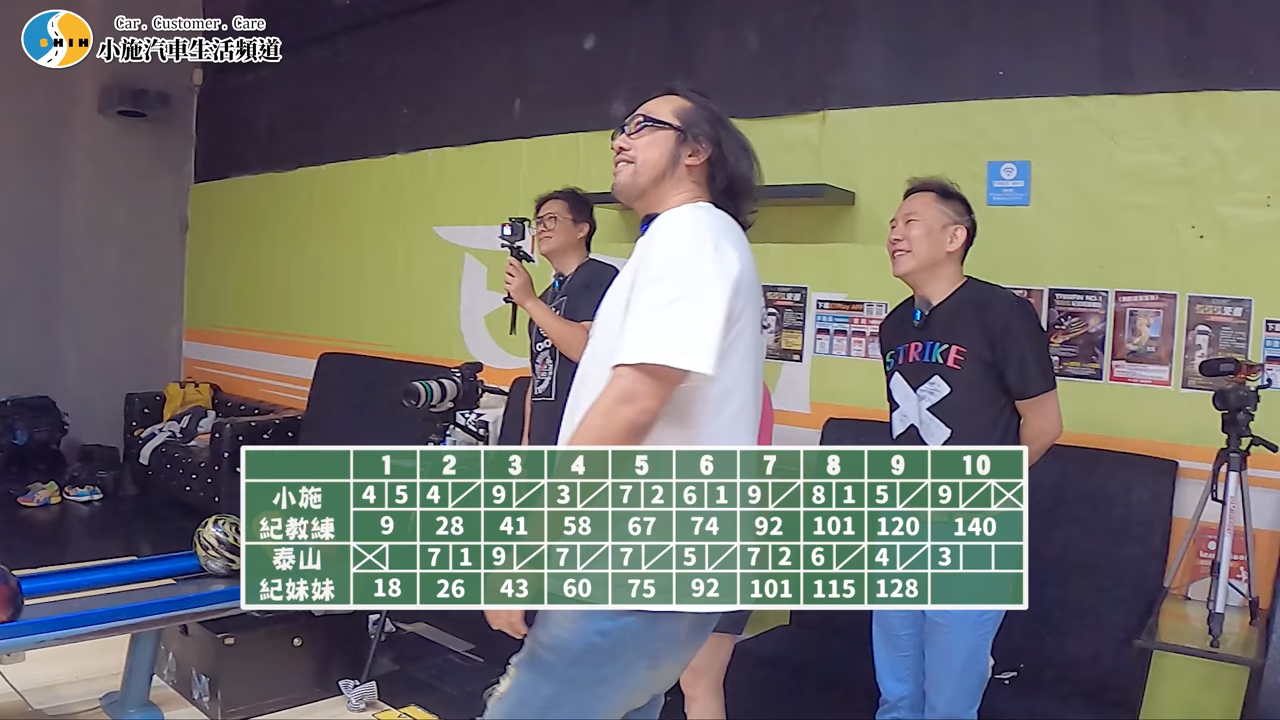 Car. Customer. Care
SHIH
小施汽車生活頻道
STRIKE
TAIWAN NO.1
1 2 3 4 5 6 7 8 9 10
小施 4 5 4 / 9 / 3 / 7 2 6 1 9 / 8 1 5 / 9 / X
紀教練 9 28 41 58 67 74 92 101 120 140
泰山 X 7 1 9 / 7 / 7 / 5 / 7 2 6 / 4 / 3
紀妹妹 18 26 43 60 75 92 101 115 128